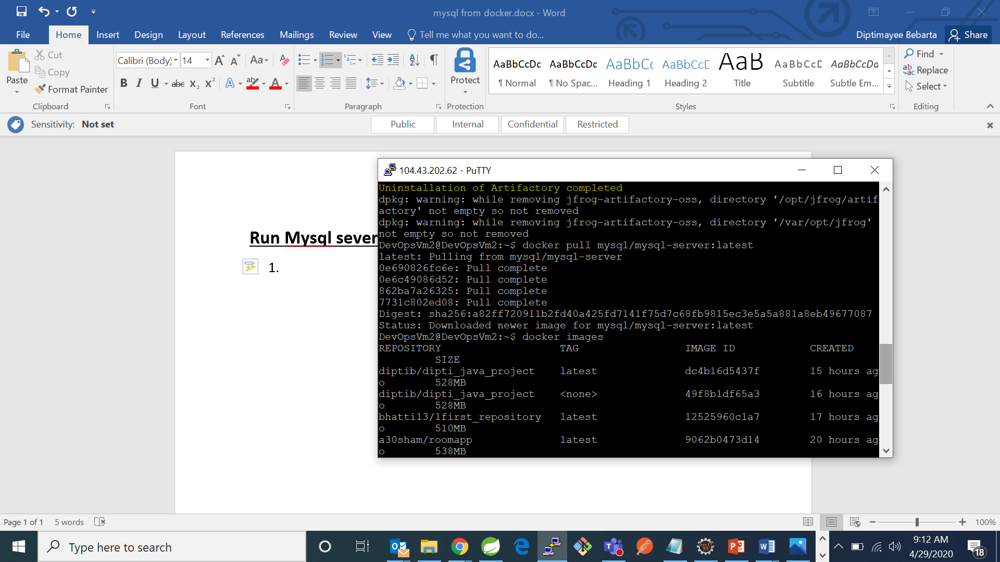 mysql from docker.docx - Word
File Home Insert Design Layout References Mailings Review View Tell me what you want to do... Diptimayee Bebarta Share
Paste
Cut
Copy
Format Painter
Clipboard
Calibri (Body) 14
Font
Paragraph
Protect
Protection
AaBbCcDc AaBbCcDc AaBbCc AaBbCcE AaB AaBbCcD AaBbCcDa
¶ Normal ¶ No Spac... Heading 1 Heading 2 Title Subtitle Subtle Em...
Styles
Find
Replace
Select
Editing
Sensitivity: Not set Public Internal Confidential Restricted
Run Mysql sever
1.
104.43.202.62 - PuTTY
Uninstallation of Artifactory completed
dpkg: warning: while removing jfrog-artifactory-oss, directory '/opt/jfrog/artif
actory' not empty so not removed
dpkg: warning: while removing jfrog-artifactory-oss, directory '/var/opt/jfrog'
not empty so not removed
DevOpsVm2@DevOpsVm2:~$ docker pull mysql/mysql-server:latest
latest: Pulling from mysql/mysql-server
0e690826fc6e: Pull complete
0e6c49086d52: Pull complete
862ba7a26325: Pull complete
7731c802ed08: Pull complete
Digest: sha256:a82ff720911b2fd40a425fd7141f75d7c68fb9815ec3e5a5a881a8eb49677087
Status: Downloaded newer image for mysql/mysql-server:latest
DevOpsVm2@DevOpsVm2:~$ docker images
REPOSITORY TAG IMAGE ID CREATED
SIZE
diptib/dipti_java_project latest dc4b16d5437f 15 hours ag
o 528MB
diptib/dipti_java_project <none> 49f8b1df65a3 16 hours ag
o 528MB
bhatti13/1first_repository latest 12525960c1a7 17 hours ag
o 510MB
a30sham/roomapp latest 9062b0473d14 20 hours ag
o 538MB
Page 1 of 1 5 words 100%
Type here to search
9:12 AM
4/29/2020
18